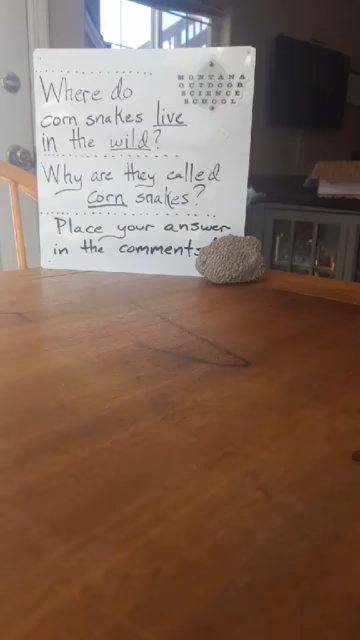 MONTANA
OUTDOOR
SCIENCE
SCHOOL
Where do
corn snakes live
in the wild?
Why are they called
corn snakes?
Place your answer
in the comments